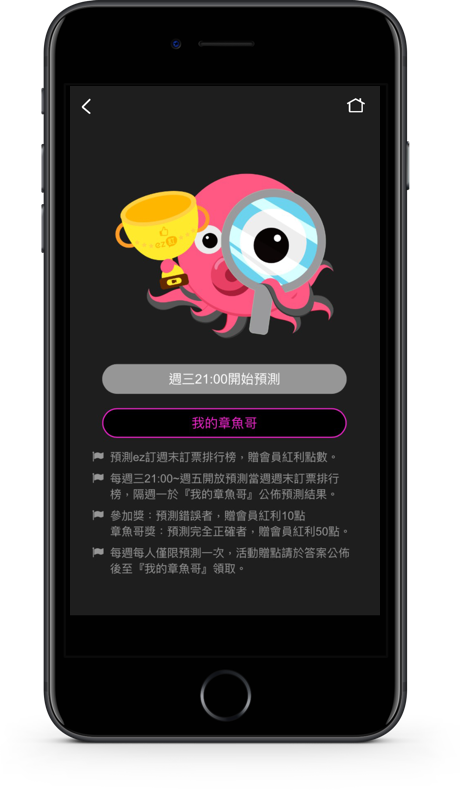 ez訂
週三21:00開始預測
我的章魚哥
預測ez訂週末訂票排行榜，贈會員紅利點數。
每週三21:00~週五開放預測當週週末訂票排行
榜，隔週一於『我的章魚哥』公佈預測結果。
參加獎：預測錯誤者，贈會員紅利10點
章魚哥獎：預測完全正確者，贈會員紅利50點。
每週每人僅限預測一次，活動贈點請於答案公佈
後至『我的章魚哥』領取。